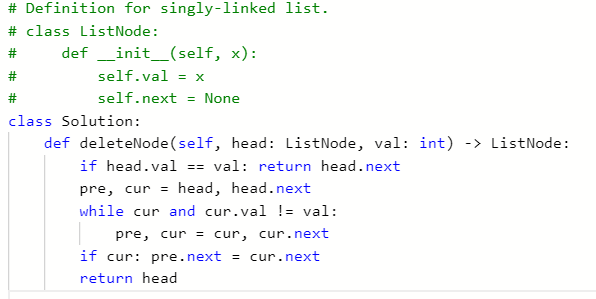 # Definition for singly-linked list.
# class ListNode:
#     def __init__(self, x):
#         self.val = x
#         self.next = None
class Solution:
    def deleteNode(self, head: ListNode, val: int) -> ListNode:
        if head.val == val: return head.next
        pre, cur = head, head.next
        while cur and cur.val != val:
            pre, cur = cur, cur.next
        if cur: pre.next = cur.next
        return head